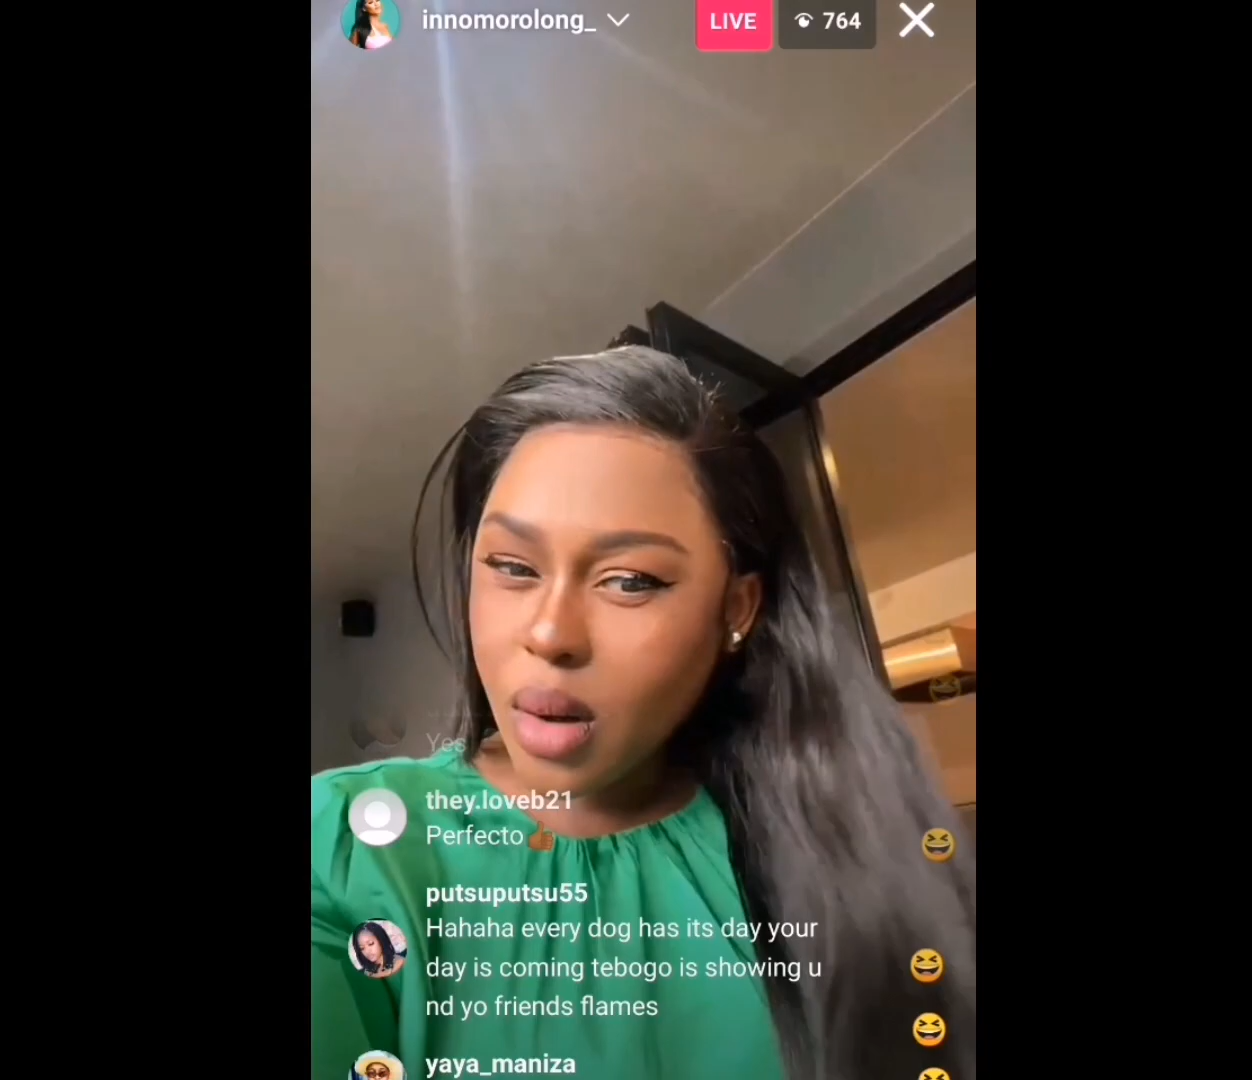 innomorolong_
LIVE
764
Yes
they.loveb21
Perfecto👍🏾
putsuputsu55
Hahaha every dog has its day your
day is coming tebogo is showing u
nd yo friends flames
yaya_maniza